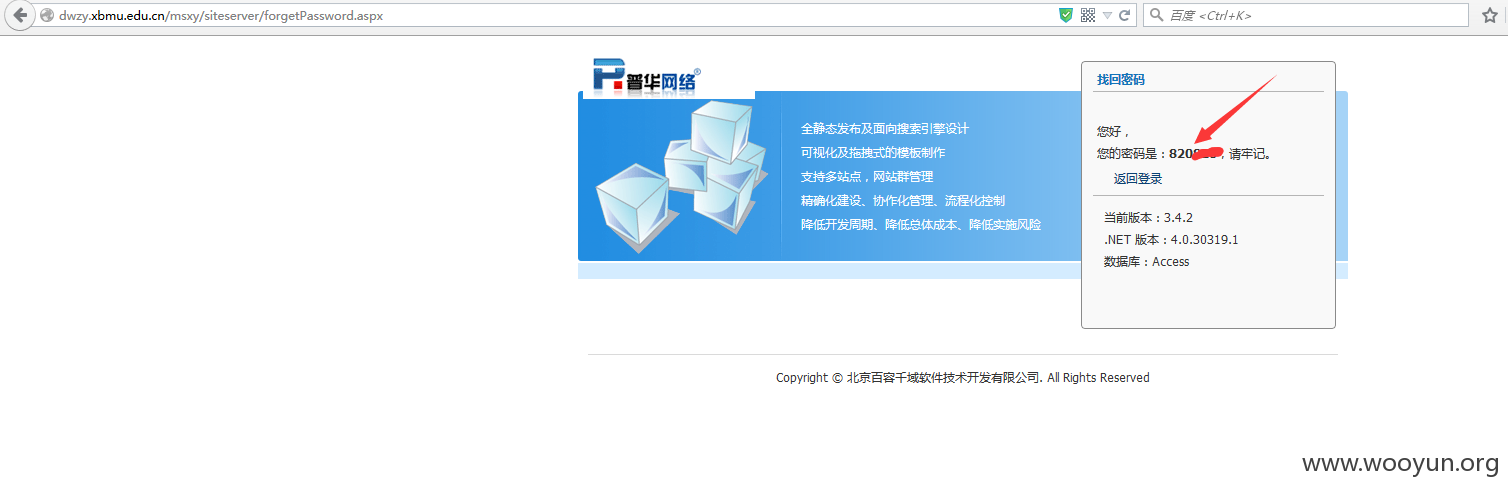 dwzy.xbmu.edu.cn/msxy/siteserver/forgetPassword.aspx
百度 <Ctrl+K>
普华网络®
全静态发布及面向搜索引擎设计
可视化及拖拽式的模板制作
支持多站点，网站群管理
精确化建设、协作化管理、流程化控制
降低开发周期、降低总体成本、降低实施风险
找回密码
您好，
您的密码是：820，请牢记。
返回登录
当前版本：3.4.2
.NET 版本：4.0.30319.1
数据库：Access
Copyright © 北京百容千域软件技术开发有限公司. All Rights Reserved
www.wooyun.org